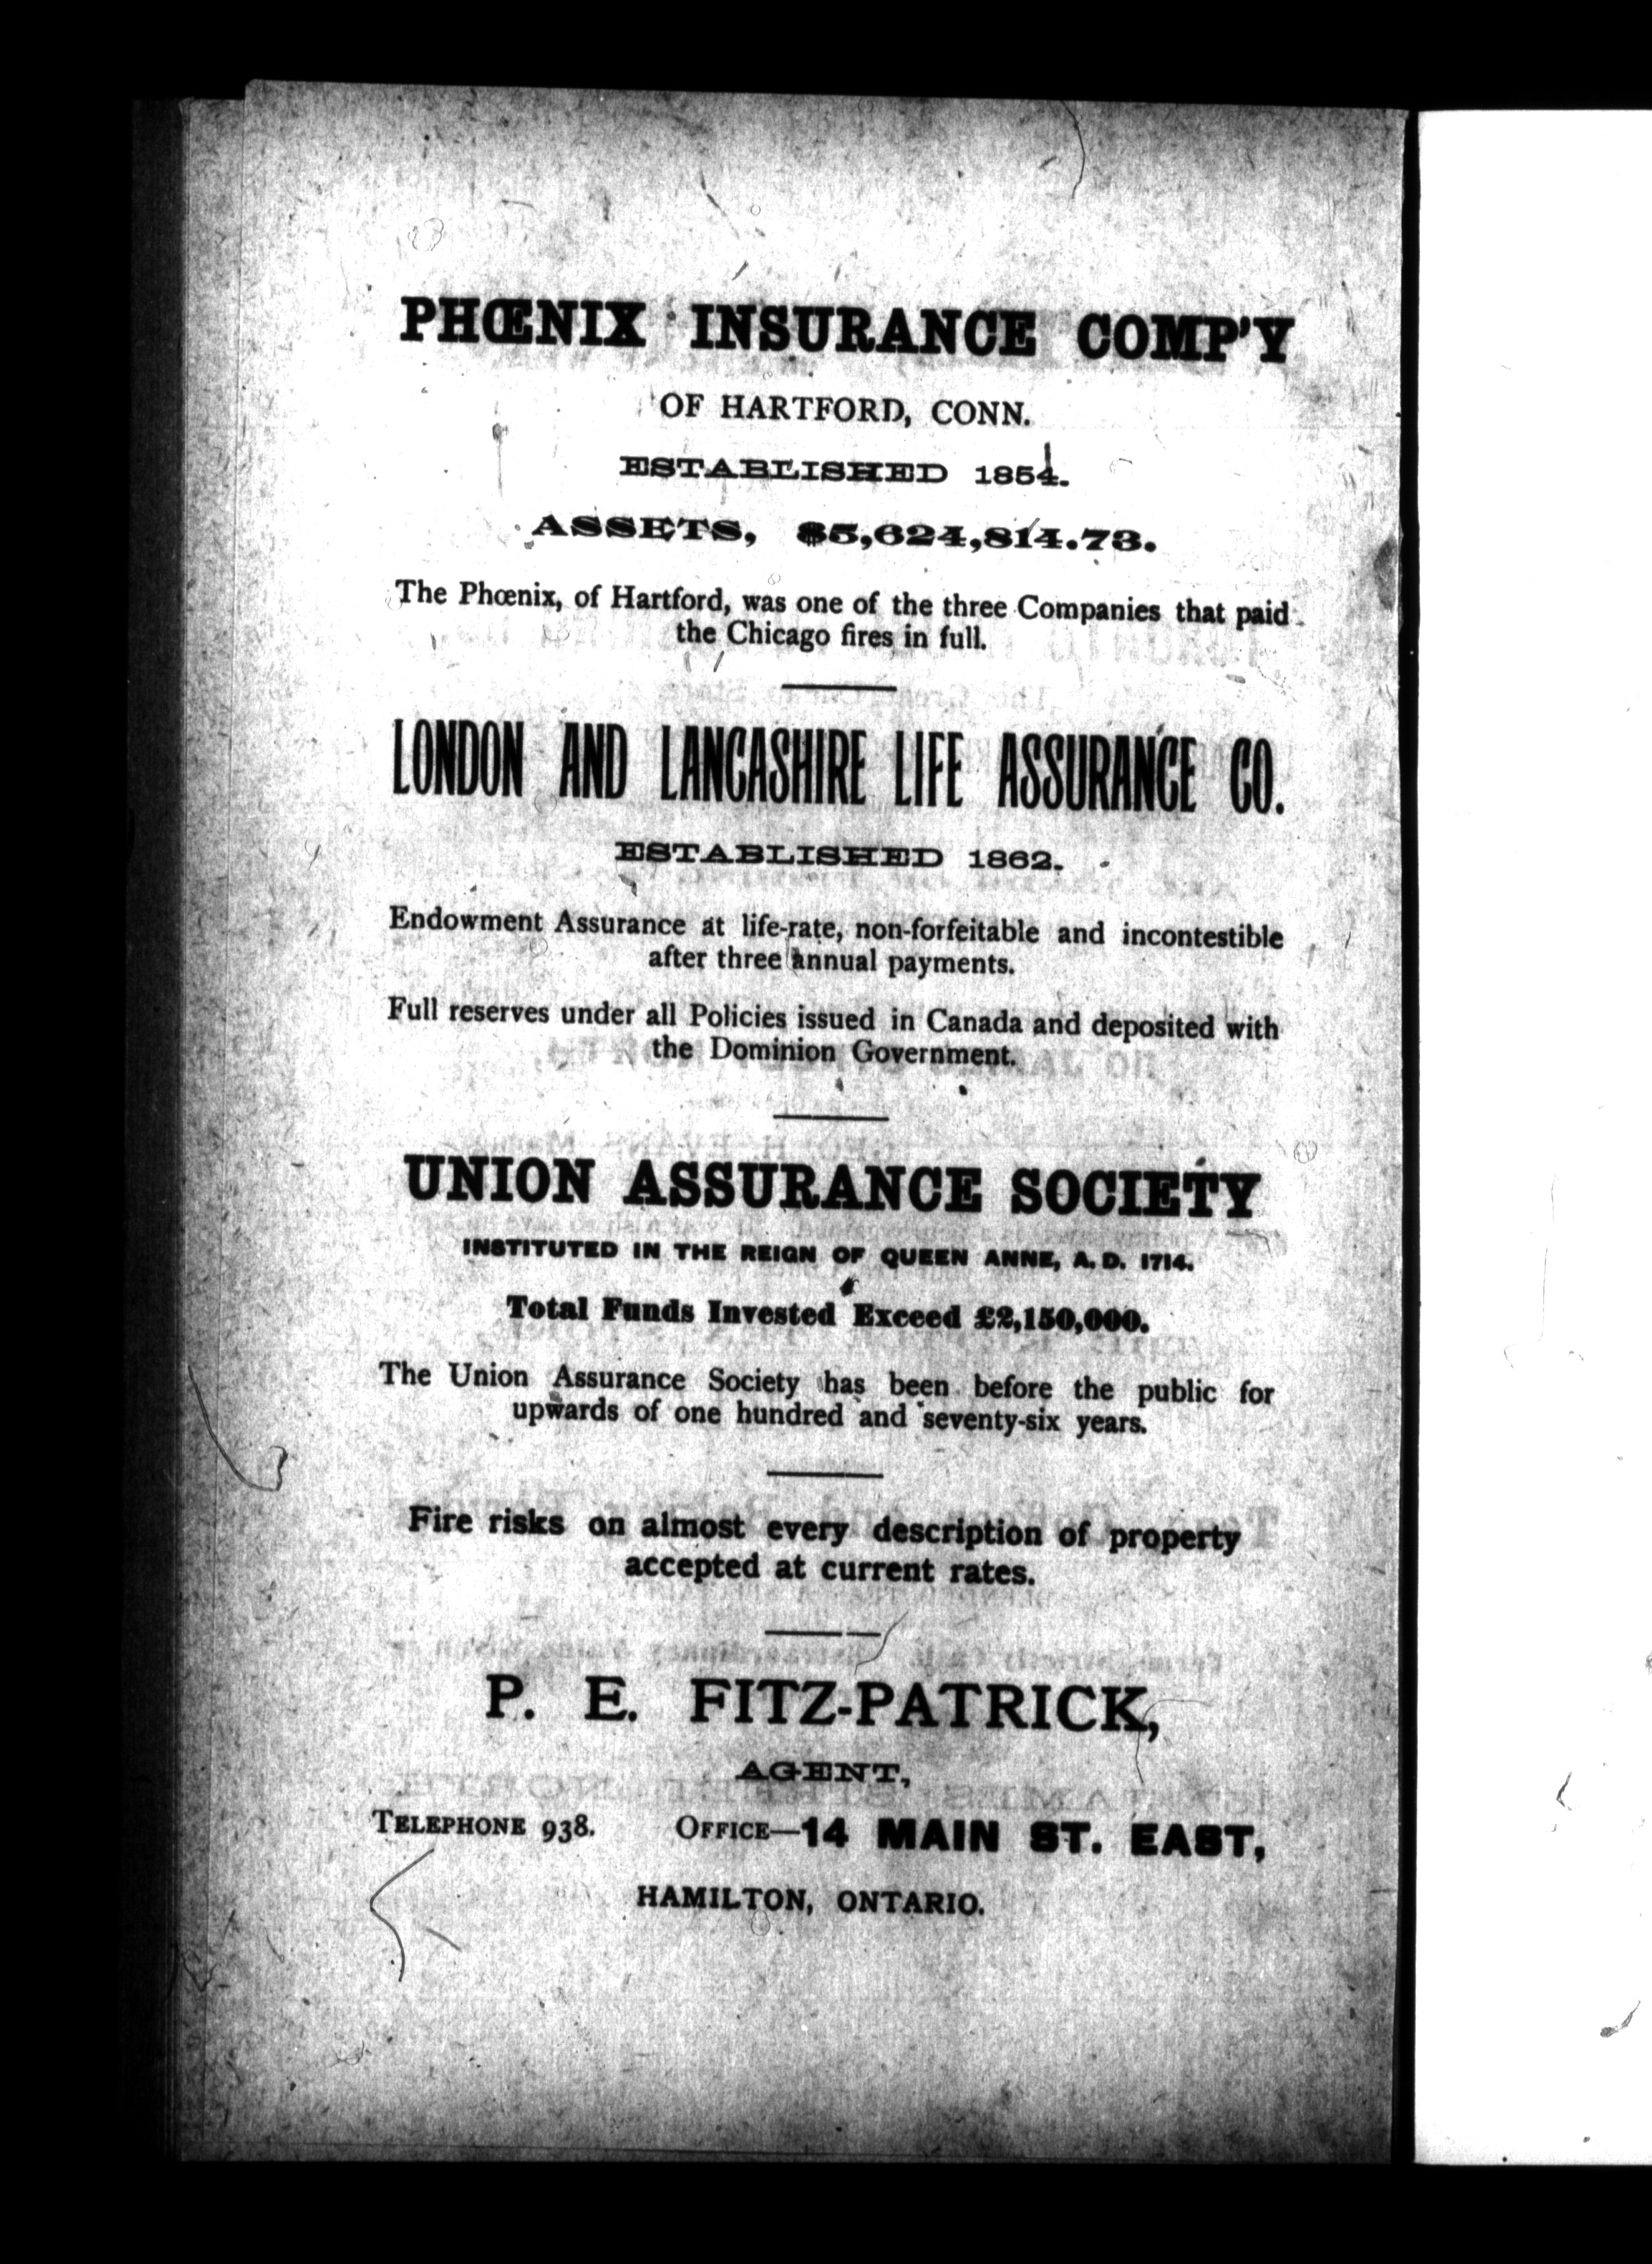 PHŒNIX INSURANCE COMP'Y
OF HARTFORD, CONN.
ESTABLISHED 1854.
ASSETS, $5,624,814.73.
The Phœnix, of Hartford, was one of the three Companies that paid
the Chicago fires in full.
LONDON AND LANCASHIRE LIFE ASSURANCE CO.
ESTABLISHED 1862.
Endowment Assurance at life-rate, non-forfeitable and incontestible
after three annual payments.
Full reserves under all Policies issued in Canada and deposited with
the Dominion Government.
UNION ASSURANCE SOCIETY
INSTITUTED IN THE REIGN OF QUEEN ANNE, A. D. 1714.
Total Funds Invested Exceed £2,150,000.
The Union Assurance Society has been before the public for
upwards of one hundred and seventy-six years.
Fire risks on almost every description of property
accepted at current rates.
P. E. FITZ-PATRICK,
AGENT,
TELEPHONE 938. OFFICE—14 MAIN ST. EAST,
HAMILTON, ONTARIO.